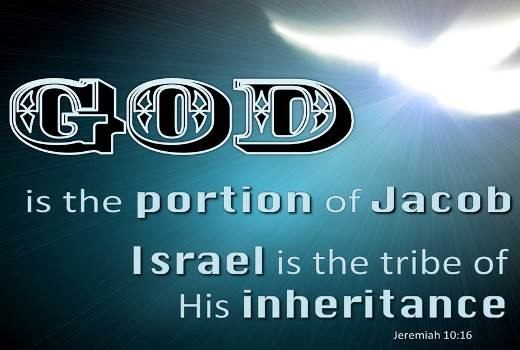 GOD
is the portion of Jacob
Israel is the tribe of
His inheritance
Jeremiah 10:16